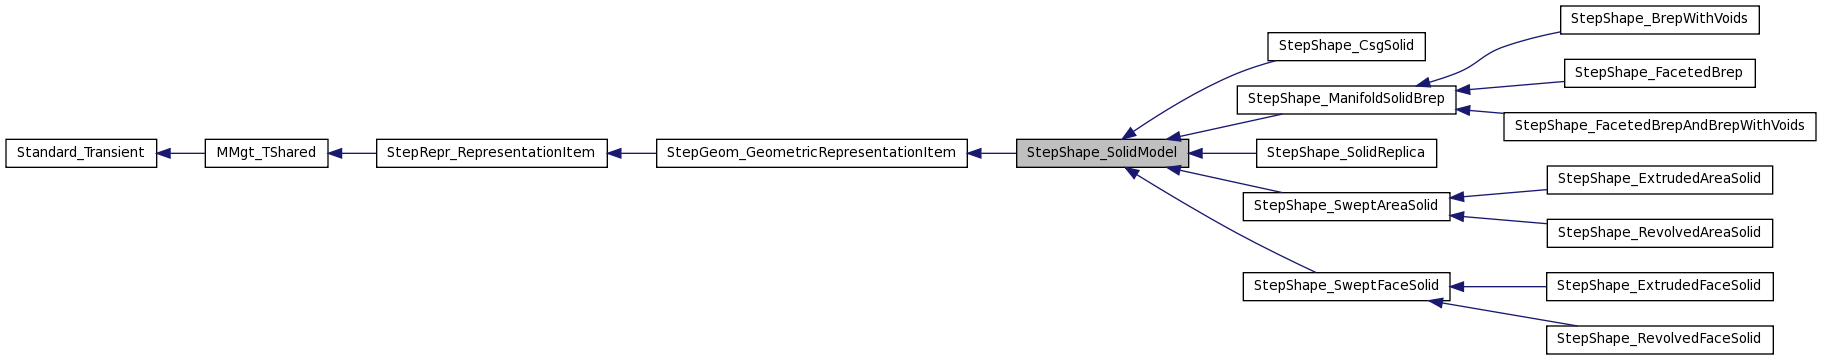 StepShape_BrepWithVoids
StepShape_CsgSolid
StepShape_FacetedBrep
StepShape_ManifoldSolidBrep
StepShape_FacetedBrepAndBrepWithVoids
Standard_Transient
MMgt_TShared
StepRepr_RepresentationItem
StepGeom_GeometricRepresentationItem
StepShape_SolidModel
StepShape_SolidReplica
StepShape_ExtrudedAreaSolid
StepShape_SweptAreaSolid
StepShape_RevolvedAreaSolid
StepShape_SweptFaceSolid
StepShape_ExtrudedFaceSolid
StepShape_RevolvedFaceSolid